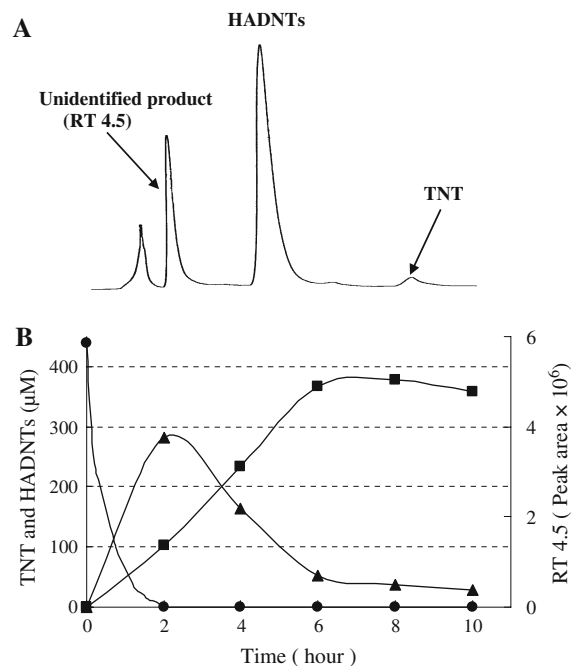 A
HADNTs
Unidentified product
(RT 4.5)
TNT
B
TNT and HADNTs (μM)
400
300
200
100
0
6
4
2
0
RT 4.5 ( Peak area × 10⁶)
0 2 4 6 8 10
Time ( hour )